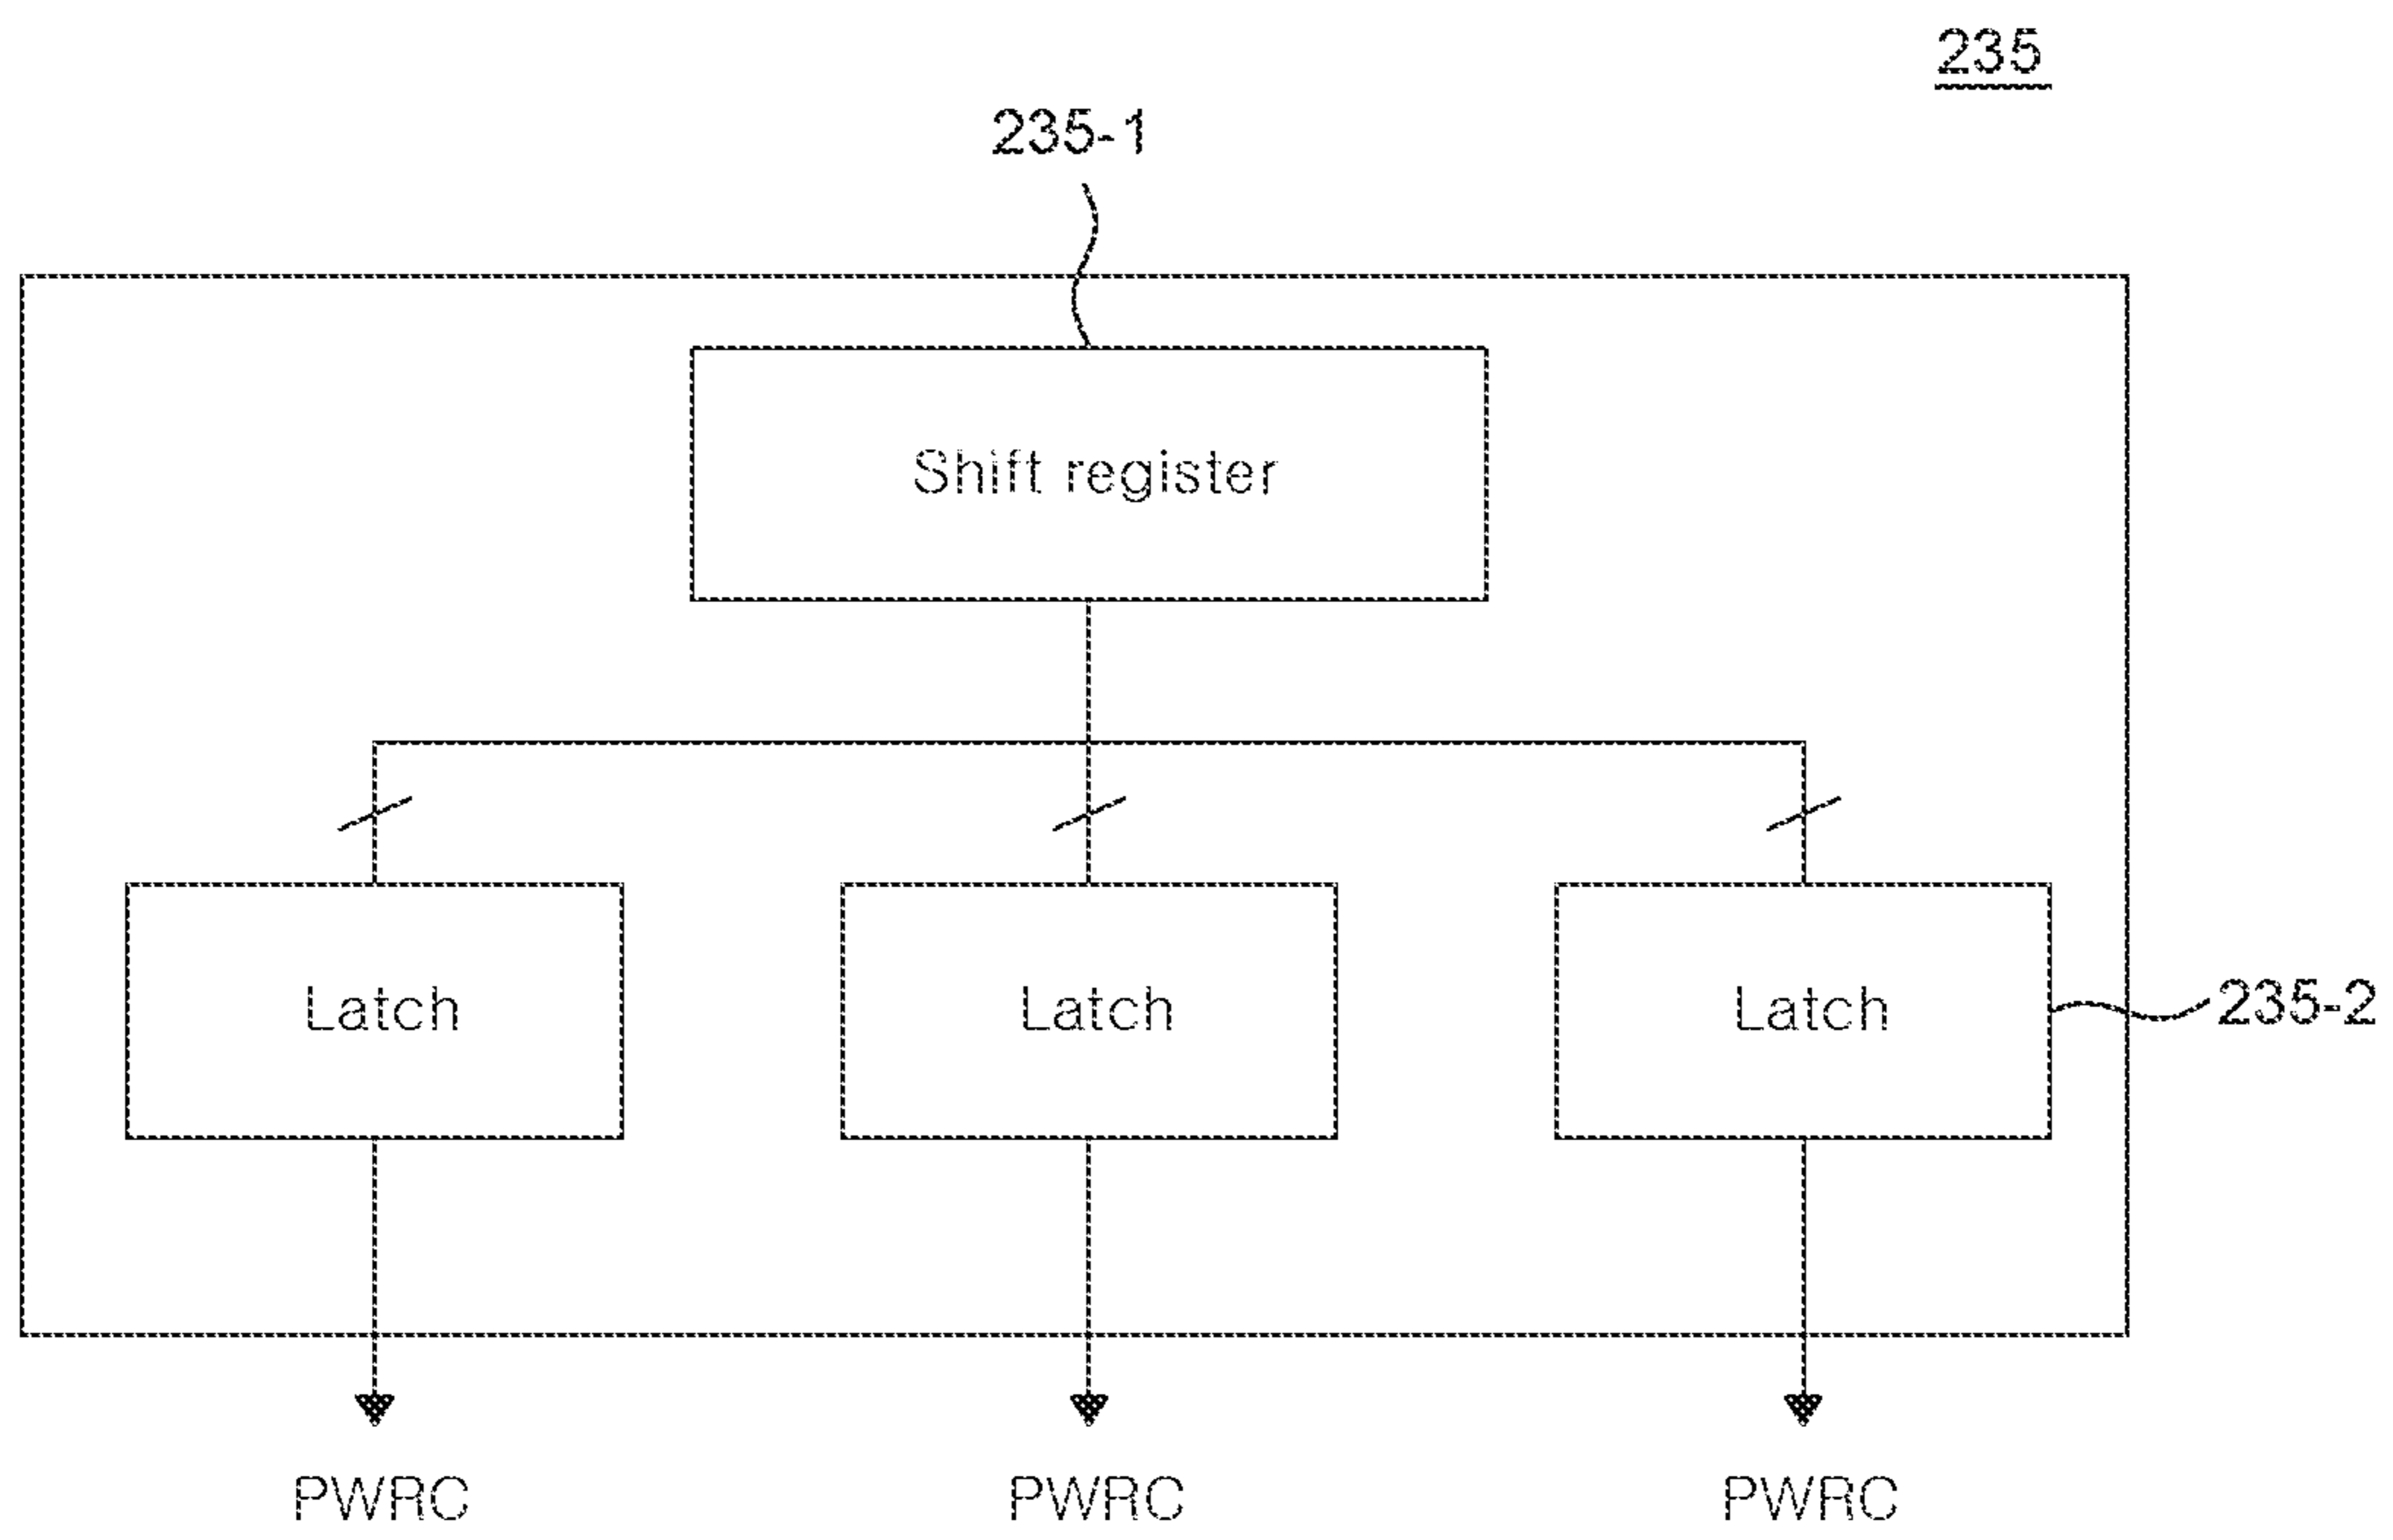 235
235-1
Shift register
Latch Latch Latch
235-2
PWRC PWRC PWRC